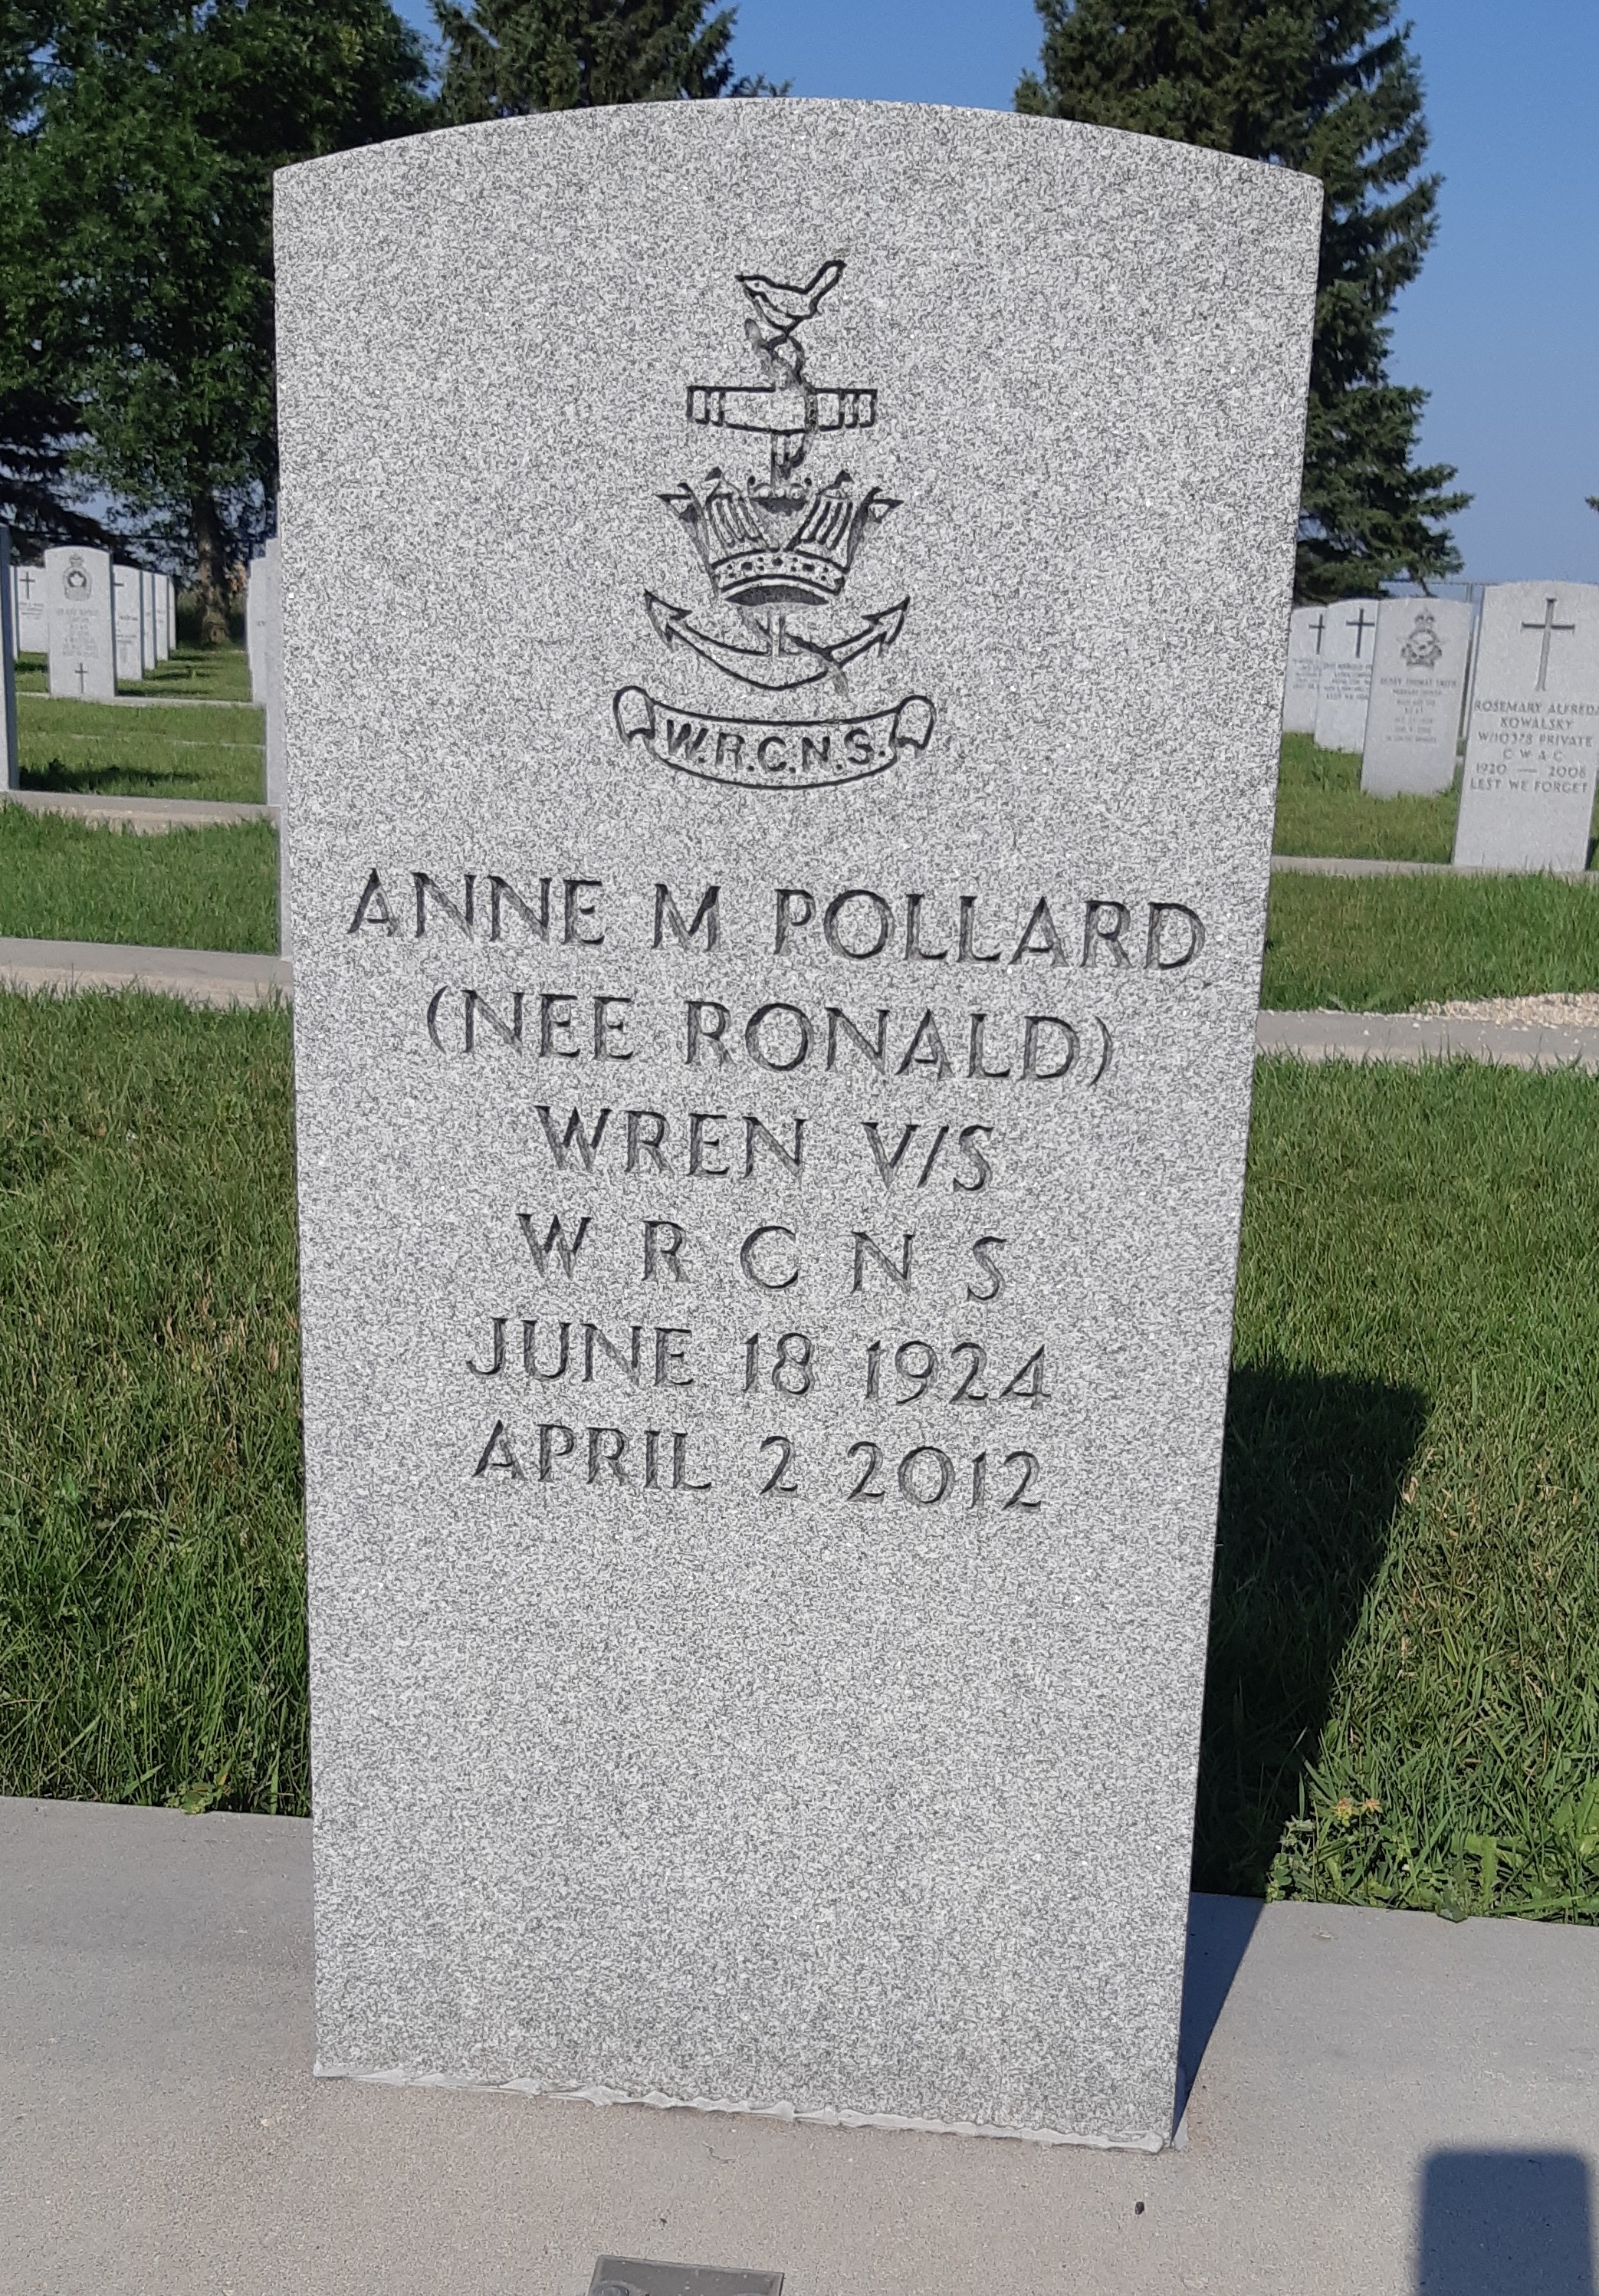 W.R.C.N.S.
ANNE M POLLARD
(NEE RONALD)
WREN V/S
W R C N S
JUNE 18 1924
APRIL 2 2012
ROSEMARY ALFREDA
KOWALSKY
PRIVATE
C W A C
1920 — 2008
LEST WE FORGET